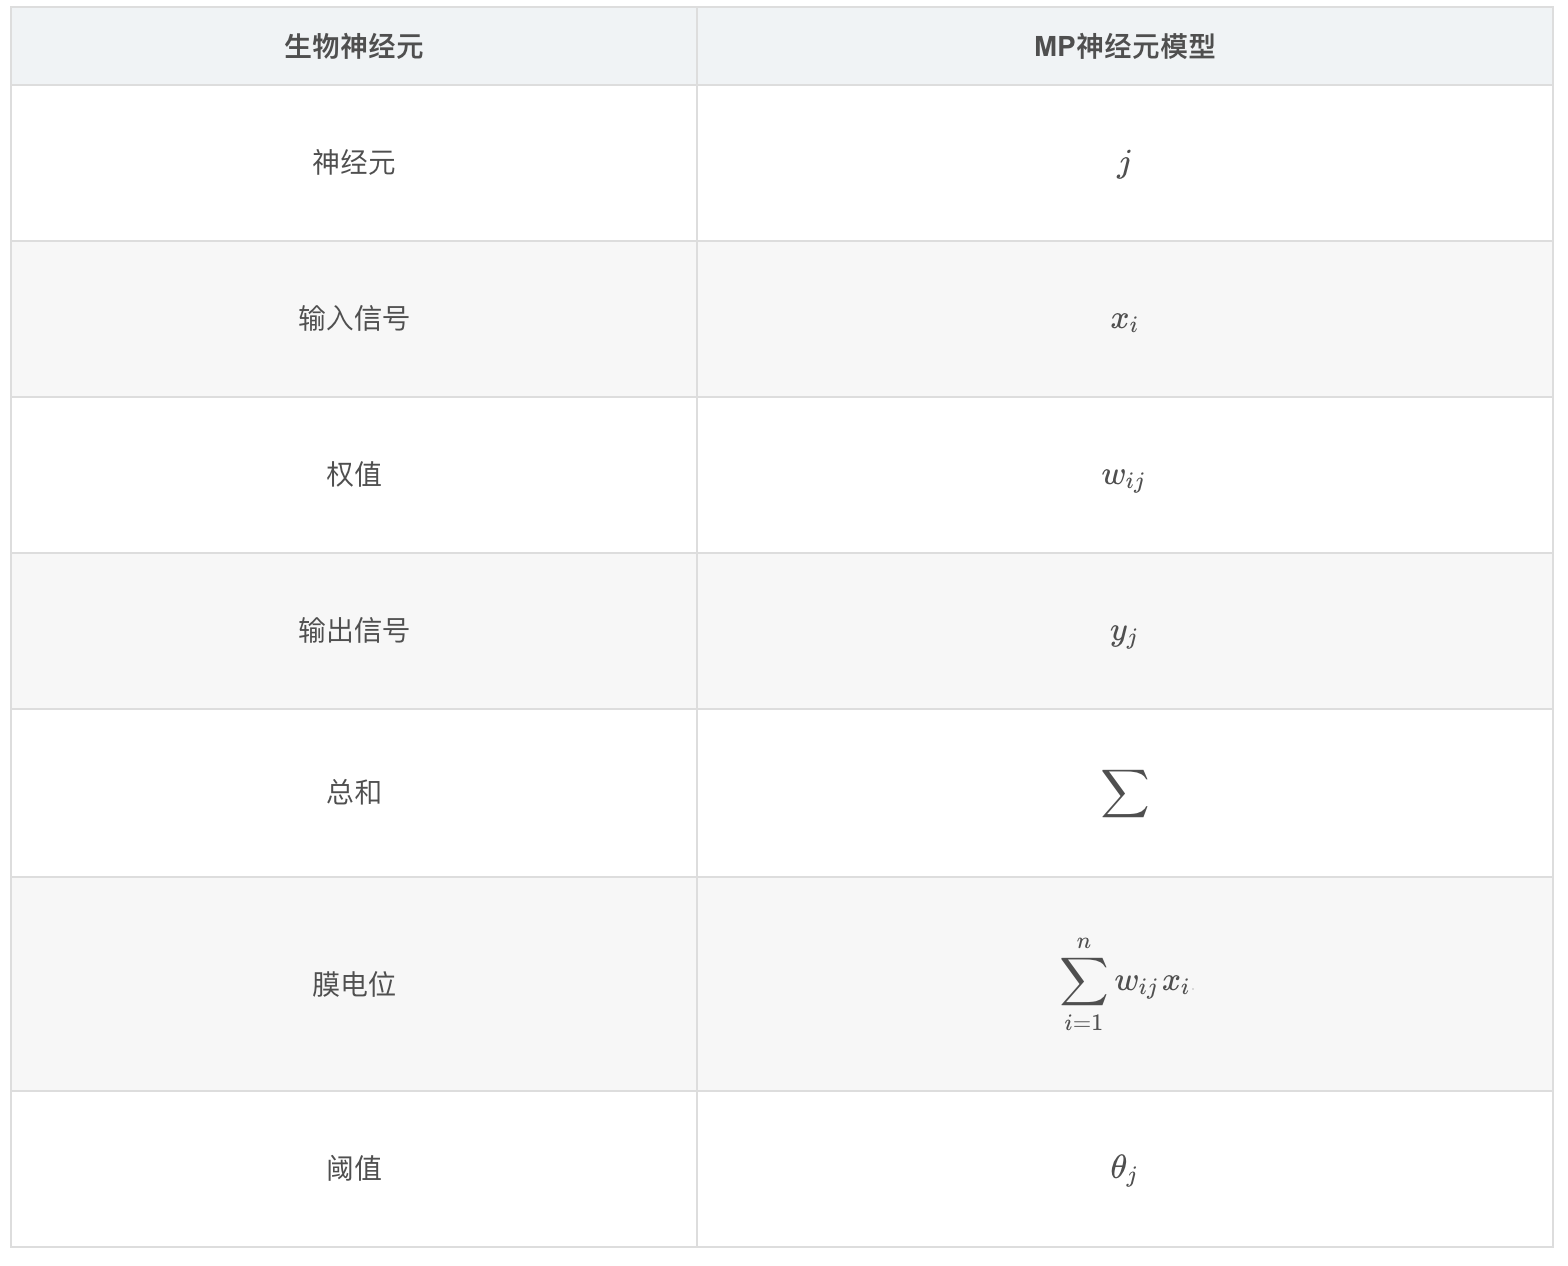 生物神经元 MP神经元模型
神经元 j
输入信号 x_i
权值 w_{ij}
输出信号 y_j
总和 ∑
膜电位 \sum_{i=1}^{n} w_{ij} x_i
阈值 θ_j